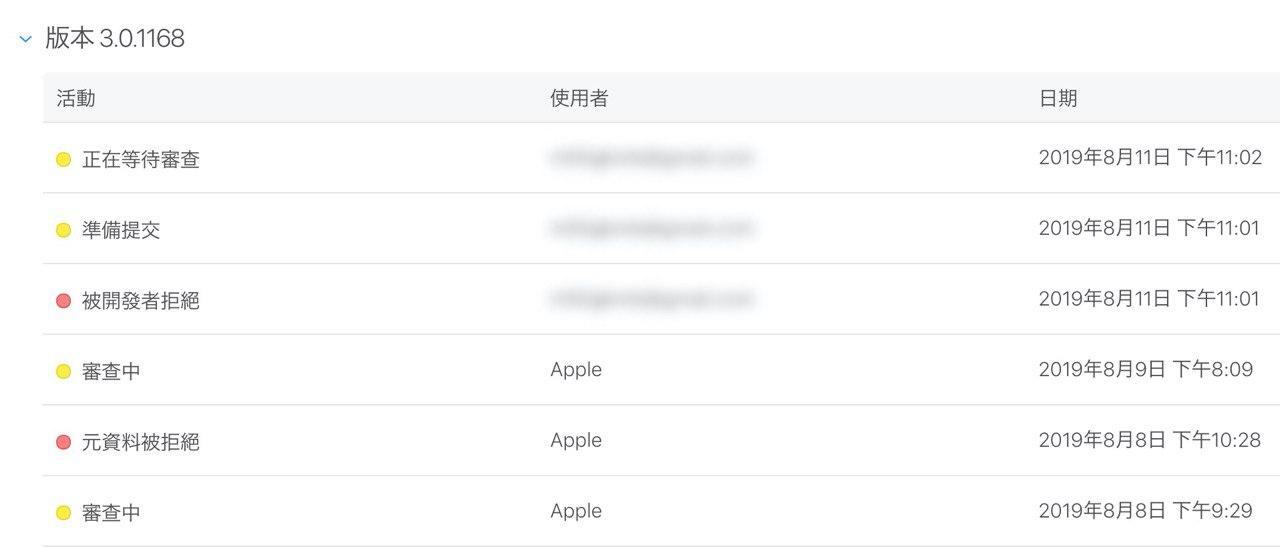 版本 3.0.1168
活動 使用者 日期
正在等待審查 2019年8月11日 下午11:02
準備提交 2019年8月11日 下午11:01
被開發者拒絕 2019年8月11日 下午11:01
審查中 Apple 2019年8月9日 下午8:09
元資料被拒絕 Apple 2019年8月8日 下午10:28
審查中 Apple 2019年8月8日 下午9:29